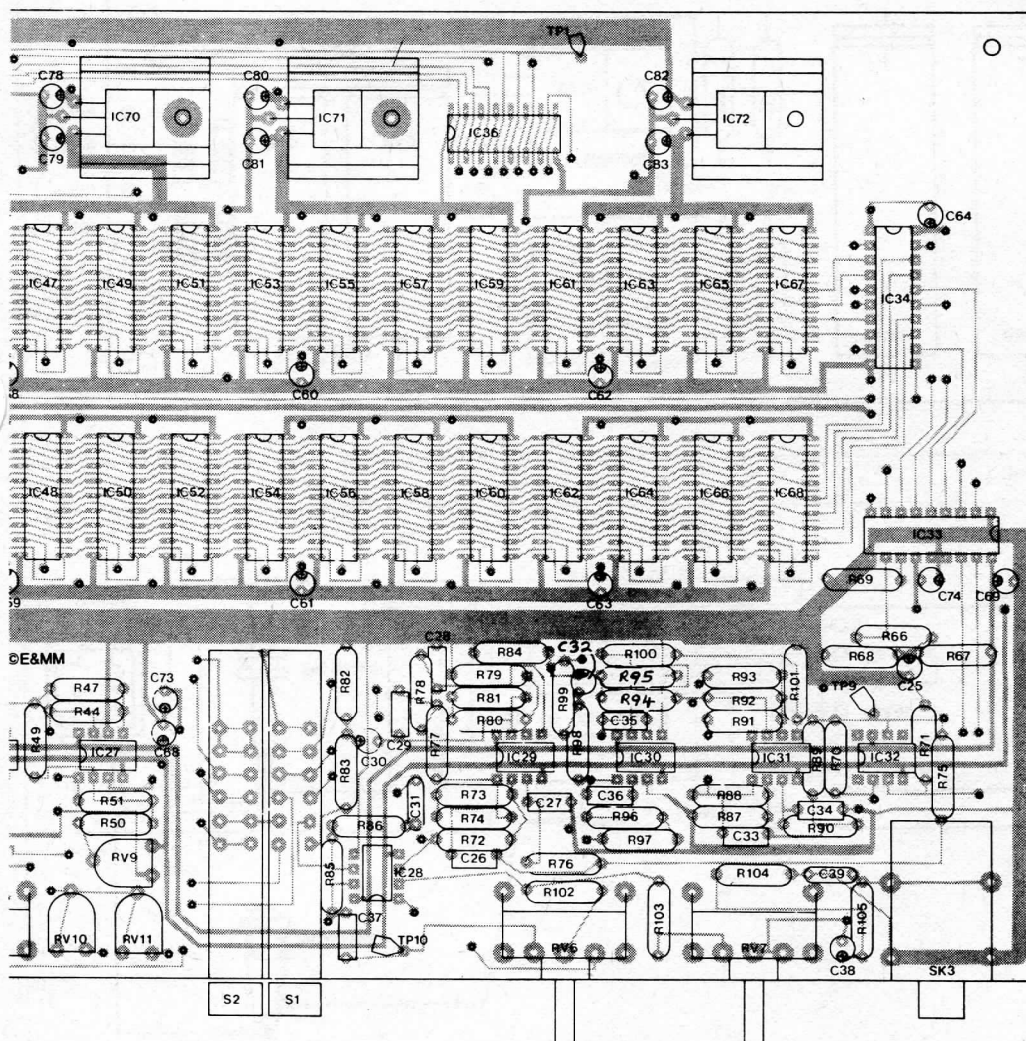 TP1
C78 C80 C82
IC70 IC71 IC36 IC72
C79 C81 C83
C64
IC47 IC49 IC51 IC53 IC55 IC57 IC59 IC61 IC63 IC65 IC67 IC34
C60 C62
IC48 IC50 IC52 IC54 IC56 IC58 IC60 IC62 IC64 IC66 IC68
IC33
R69 C74 C69
C61 C63
R66
©E&MM C28 R84 C32 R100 R68 R67
R47 C73 R82 R78 R79 R99 R95 R93 R101 TP9 C25
R44 R81 R94 R92
R49 C68 C30 C29 R77 R80 R98 C35 R91 R89 R70 R71
IC27 R83 IC29 IC30 IC31 IC32 R75
R51 C31 R73 C27 C36 R88 C34
R50 R86 R74 R96 R87 R90
R72 R97 C33
RV9 R85 IC28 C26 R76
R102 R104 C39
C37 R103 R105
RV10 RV11 TP10 RV6 RV7
C38 SK3
S2 S1